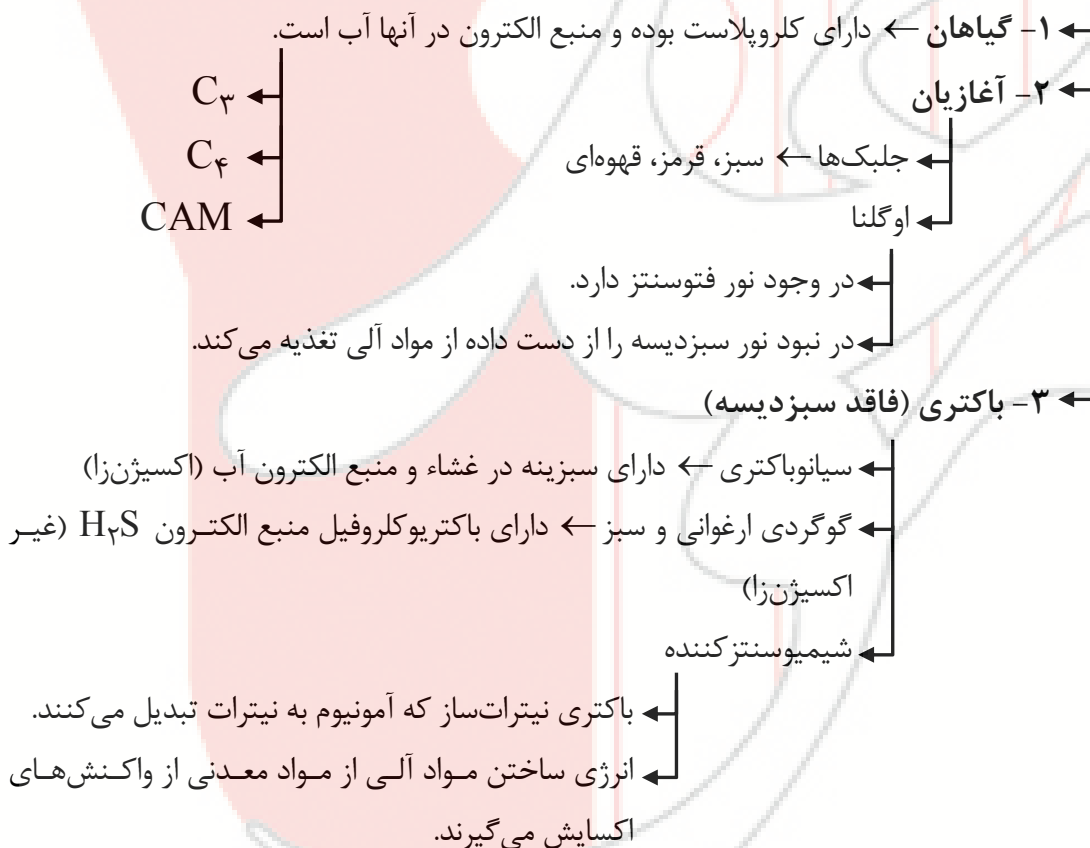 ۱- گیاهان ← دارای کلروپلاست بوده و منبع الکترون در آنها آب است.
C۳
C۴
CAM
۲- آغازیان
جلبک‌ها ← سبز، قرمز، قهوه‌ای
اوگلنا
در وجود نور فتوسنتز دارد.
در نبود نور سبزدیسه را از دست داده از مواد آلی تغذیه می‌کند.
۳- باکتری (فاقد سبزدیسه)
سیانوباکتری ← دارای سبزینه در غشاء و منبع الکترون آب (اکسیژن‌زا)
گوگردی ارغوانی و سبز ← دارای باکتریوکلروفیل منبع الکترون H۲S (غیر
اکسیژن‌زا)
شیمیوسنتزکننده
باکتری نیترات‌ساز که آمونیوم به نیترات تبدیل می‌کنند.
انرژی ساختن مواد آلی از مواد معدنی از واکنش‌های
اکسایش می‌گیرند.